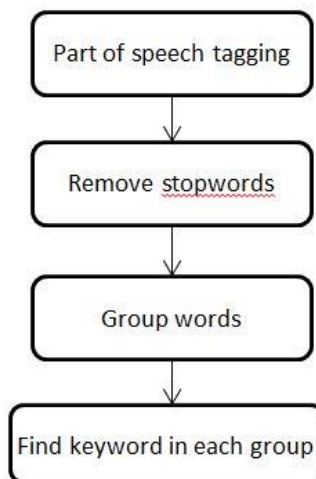 Part of speech tagging
Remove stopwords
Group words
Find keyword in each group